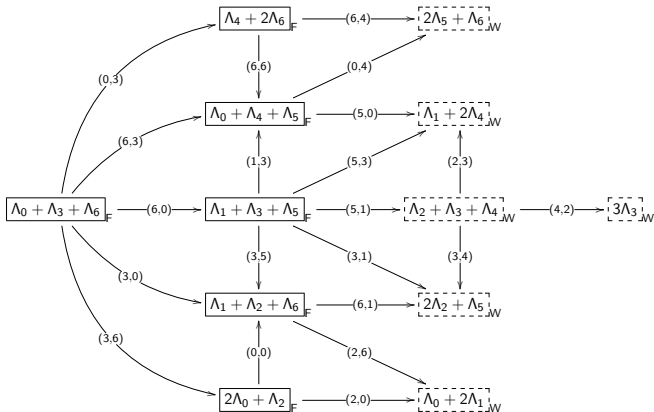 Λ₄ + 2Λ₆ F (6,4) 2Λ₅ + Λ₆ W
(0,3) (6,6) (0,4)
Λ₀ + Λ₄ + Λ₅ F (5,0) Λ₁ + 2Λ₄ W
(6,3) (1,3) (5,3) (2,3)
Λ₀ + Λ₃ + Λ₆ F (6,0) Λ₁ + Λ₃ + Λ₅ F (5,1) Λ₂ + Λ₃ + Λ₄ W (4,2) 3Λ₃ W
(3,0) (3,5) (3,1) (3,4)
Λ₁ + Λ₂ + Λ₆ F (6,1) 2Λ₂ + Λ₅ W
(3,6) (0,0) (2,6)
2Λ₀ + Λ₂ F (2,0) Λ₀ + 2Λ₁ W